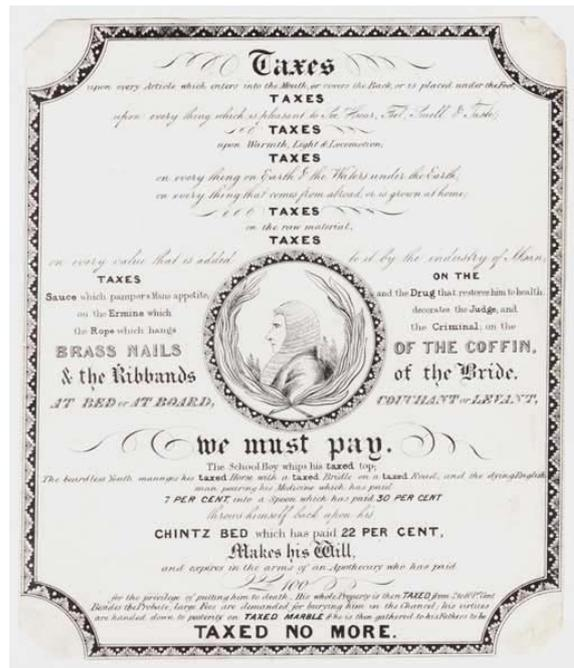 Taxes
upon every Article which enters into the Mouth, or covers the Back, or is placed under the Feet,
TAXES
upon every thing which is pleasant to See, Hear, Feel, Smell & Taste;
TAXES
upon Warmth, Light & Locomotion;
TAXES
on every thing on Earth & the Waters under the Earth;
on every thing that comes from abroad, or is grown at home;
TAXES
on the raw material,
TAXES
on every value that is added to it by the industry of Man;
TAXES ON THE
Sauce which pampers Mans appetite, and the Drug that restores him to health.
on the Ermine which decorates the Judge, and
the Rope which hangs the Criminal; on the
BRASS NAILS OF THE COFFIN,
& the Ribbands of the Bride.
AT BED or AT BOARD, COUCHANT or LEVANT,
we must pay.
The School Boy whips his taxed top;
The beardless Youth manages his taxed Horse with a taxed Bridle on a taxed Road, and the dying English
man pouring his Medicine which has paid
7 PER CENT, into a Spoon which has paid 30 PER CENT
throws himself back upon his
CHINTZ BED which has paid 22 PER CENT,
Makes his Will,
and expires in the arms of an Apothecary who has paid
100
for the privilege of putting him to death. His whole Property is then TAXED from 2 to 10 Pr Cent
Besides the Probate, large Fees are demanded for burying him in the Chancel; his virtues
are handed down to posterity on TAXED MARBLE & he is then gathered to his Fathers to be
TAXED NO MORE.